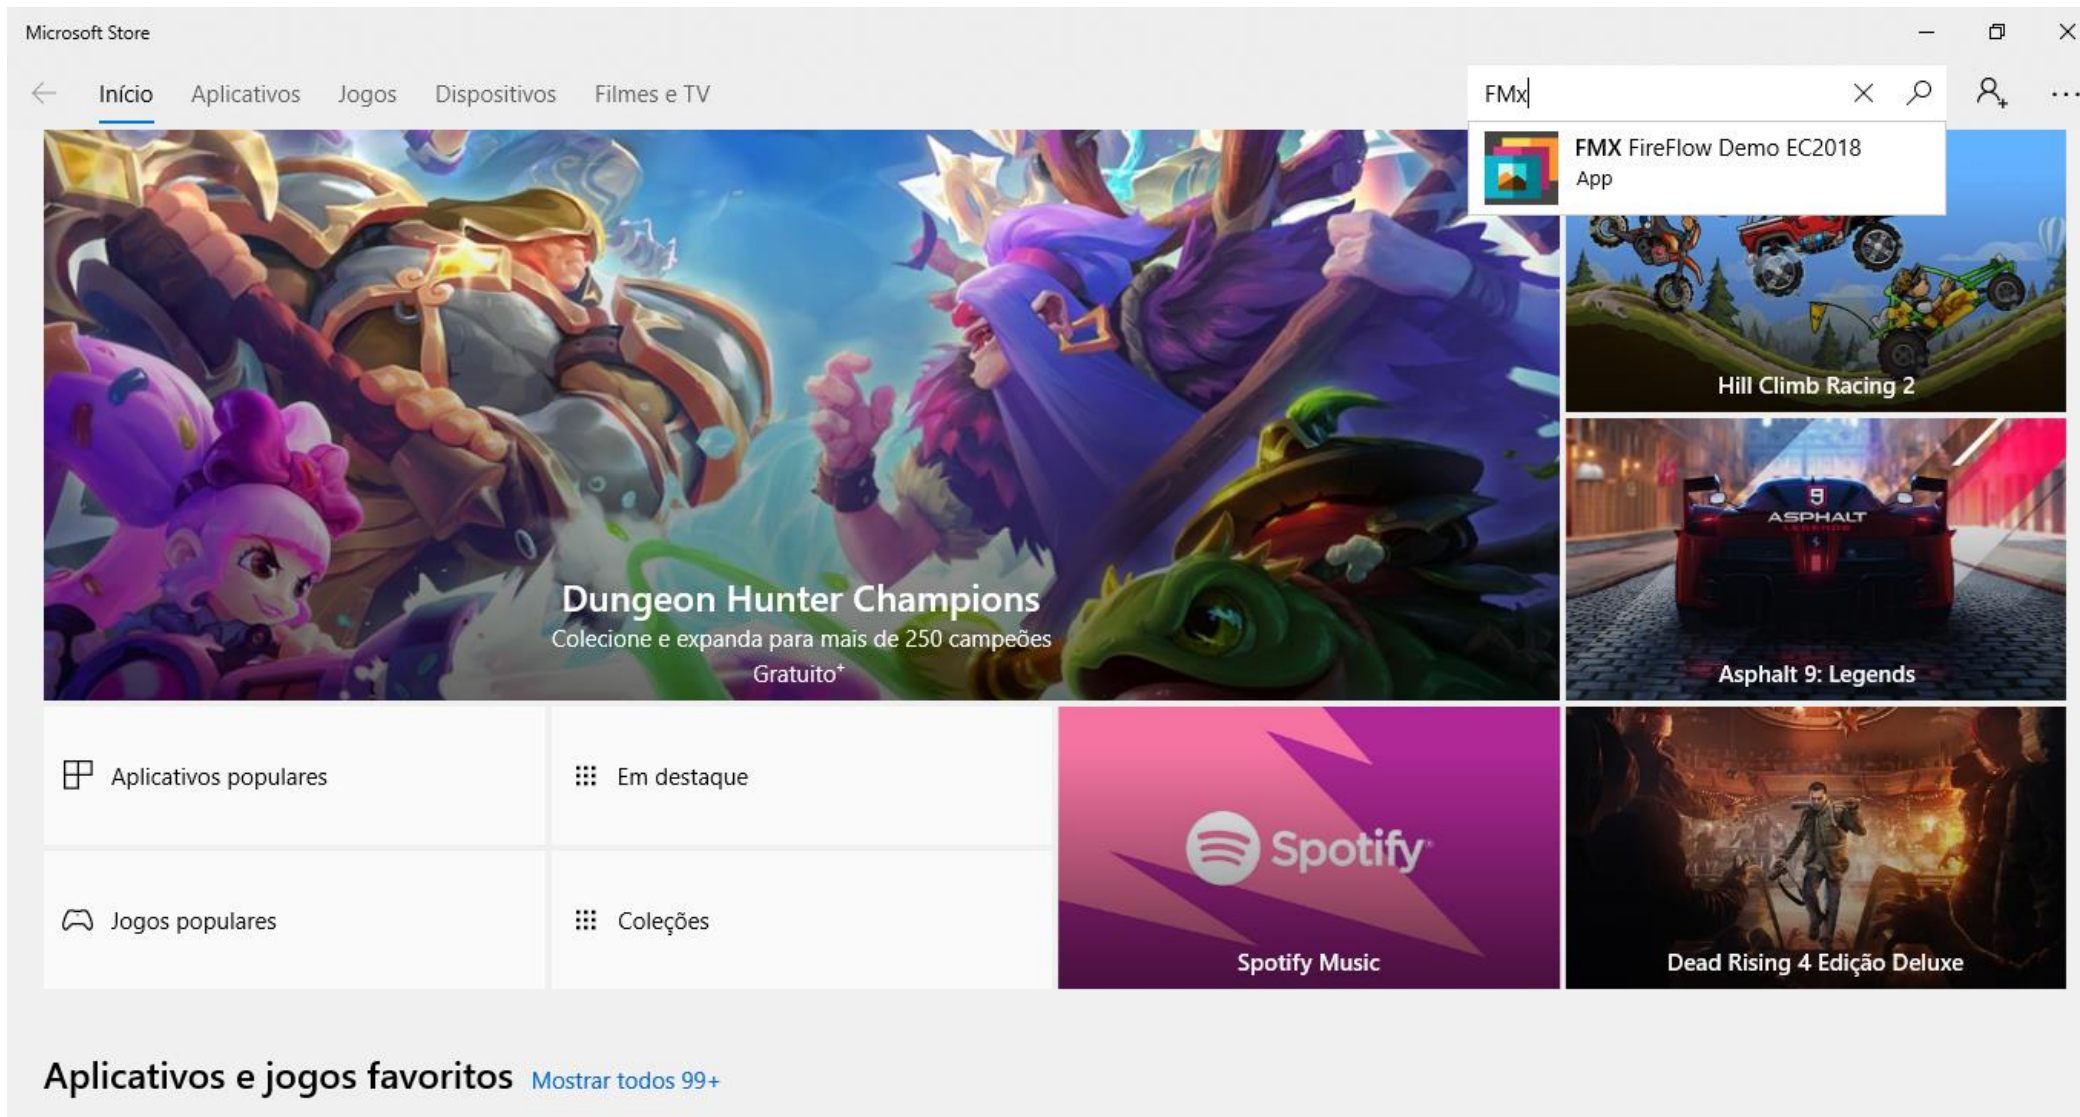 Microsoft Store
Início Aplicativos Jogos Dispositivos Filmes e TV
FMx
FMX FireFlow Demo EC2018
App
Hill Climb Racing 2
9
ASPHALT
LEGENDS
Asphalt 9: Legends
Dungeon Hunter Champions
Colecione e expanda para mais de 250 campeões
Gratuito+
Aplicativos populares
Em destaque
Jogos populares
Coleções
Spotify
Spotify Music
Dead Rising 4 Edição Deluxe
Aplicativos e jogos favoritos Mostrar todos 99+